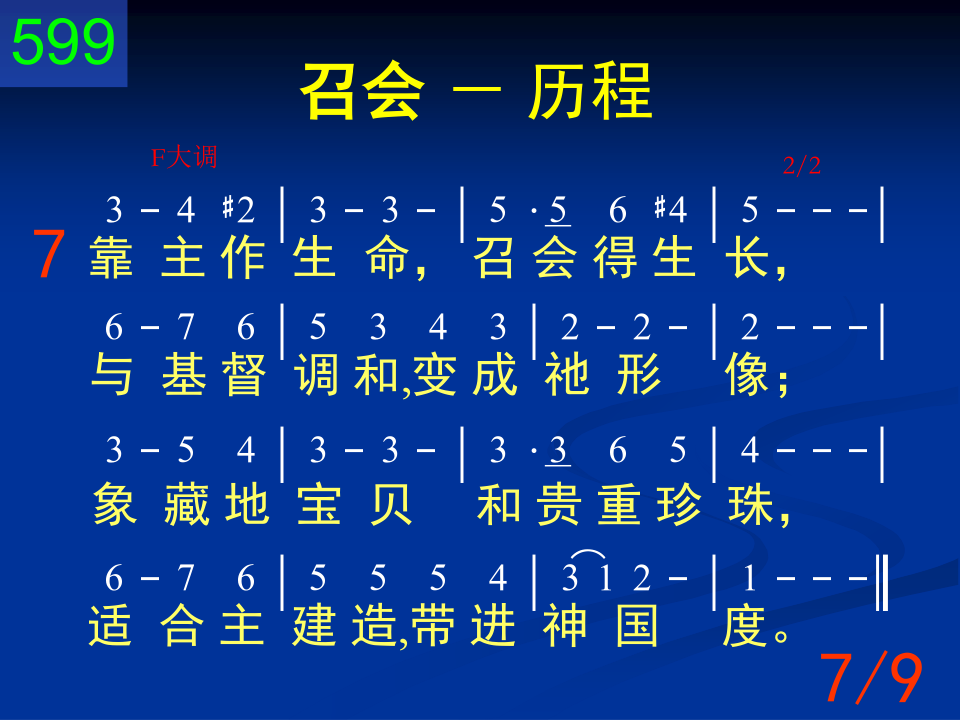 599
召会 － 历程
F大调 2/2
3 – 4 #2 | 3 – 3 – | 5 · 5 6 #4 | 5 – – – |
7 靠 主 作 生 命， 召 会 得 生 长，
6 – 7 6 | 5 3 4 3 | 2 – 2 – | 2 – – – |
与 基 督 调 和,变 成 祂 形 像；
3 – 5 4 | 3 – 3 – | 3 · 3 6 5 | 4 – – – |
象 藏 地 宝 贝 和 贵 重 珍 珠，
6 – 7 6 | 5 5 5 4 | 3 1 2 – | 1 – – – ‖
适 合 主 建 造,带 进 神 国 度。
7/9